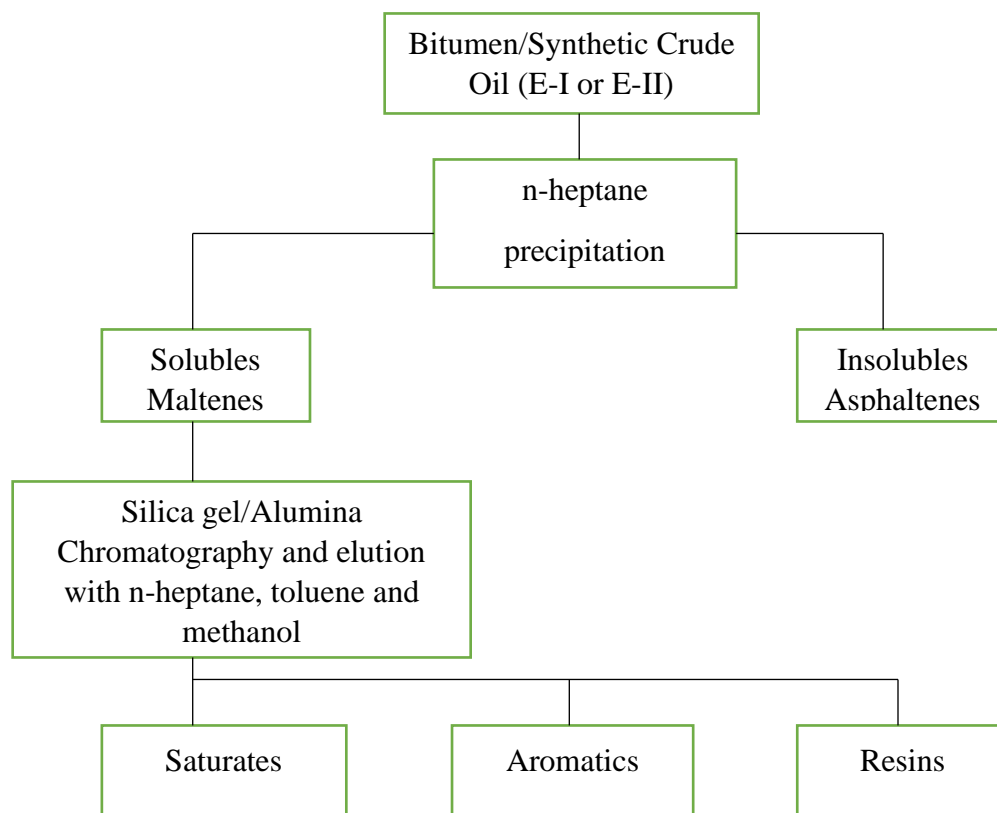 Bitumen/Synthetic Crude
Oil (E-I or E-II)
n-heptane
precipitation
Solubles
Maltenes
Insolubles
Asphaltenes
Silica gel/Alumina
Chromatography and elution
with n-heptane, toluene and
methanol
Saturates
Aromatics
Resins